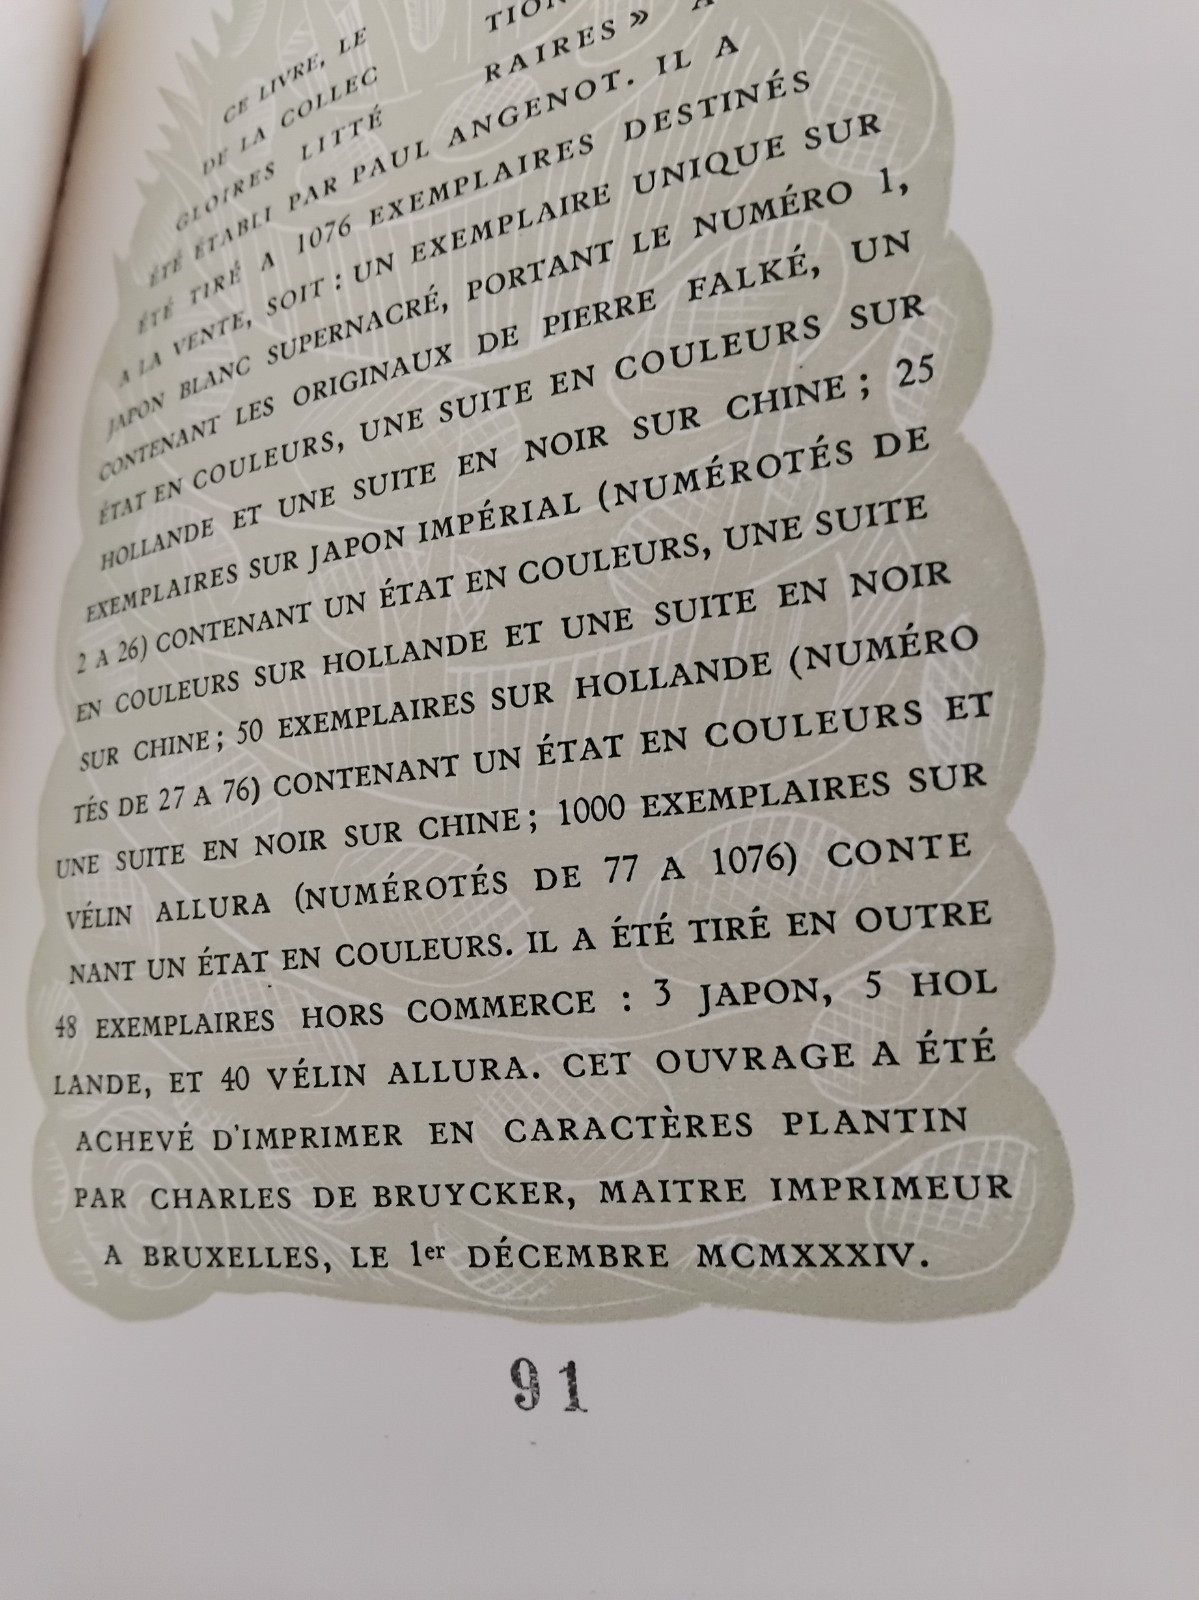 CE LIVRE, LE
DE LA COLLEC TION
GLOIRES LITTÉ RAIRES » A
ÉTÉ ÉTABLI PAR PAUL ANGENOT. IL A
ÉTÉ TIRÉ A 1076 EXEMPLAIRES DESTINÉS
A LA VENTE, SOIT : UN EXEMPLAIRE UNIQUE SUR
JAPON BLANC SUPERNACRÉ, PORTANT LE NUMÉRO 1,
CONTENANT LES ORIGINAUX DE PIERRE FALKÉ, UN
ÉTAT EN COULEURS, UNE SUITE EN COULEURS SUR
HOLLANDE ET UNE SUITE EN NOIR SUR CHINE ; 25
EXEMPLAIRES SUR JAPON IMPÉRIAL (NUMÉROTÉS DE
2 A 26) CONTENANT UN ÉTAT EN COULEURS, UNE SUITE
EN COULEURS SUR HOLLANDE ET UNE SUITE EN NOIR
SUR CHINE ; 50 EXEMPLAIRES SUR HOLLANDE (NUMÉRO
TÉS DE 27 A 76) CONTENANT UN ÉTAT EN COULEURS ET
UNE SUITE EN NOIR SUR CHINE ; 1000 EXEMPLAIRES SUR
VÉLIN ALLURA (NUMÉROTÉS DE 77 A 1076) CONTE
NANT UN ÉTAT EN COULEURS. IL A ÉTÉ TIRÉ EN OUTRE
48 EXEMPLAIRES HORS COMMERCE : 3 JAPON, 5 HOL
LANDE, ET 40 VÉLIN ALLURA. CET OUVRAGE A ÉTÉ
ACHEVÉ D'IMPRIMER EN CARACTÈRES PLANTIN
PAR CHARLES DE BRUYCKER, MAITRE IMPRIMEUR
A BRUXELLES, LE 1er DÉCEMBRE MCMXXXIV.
91